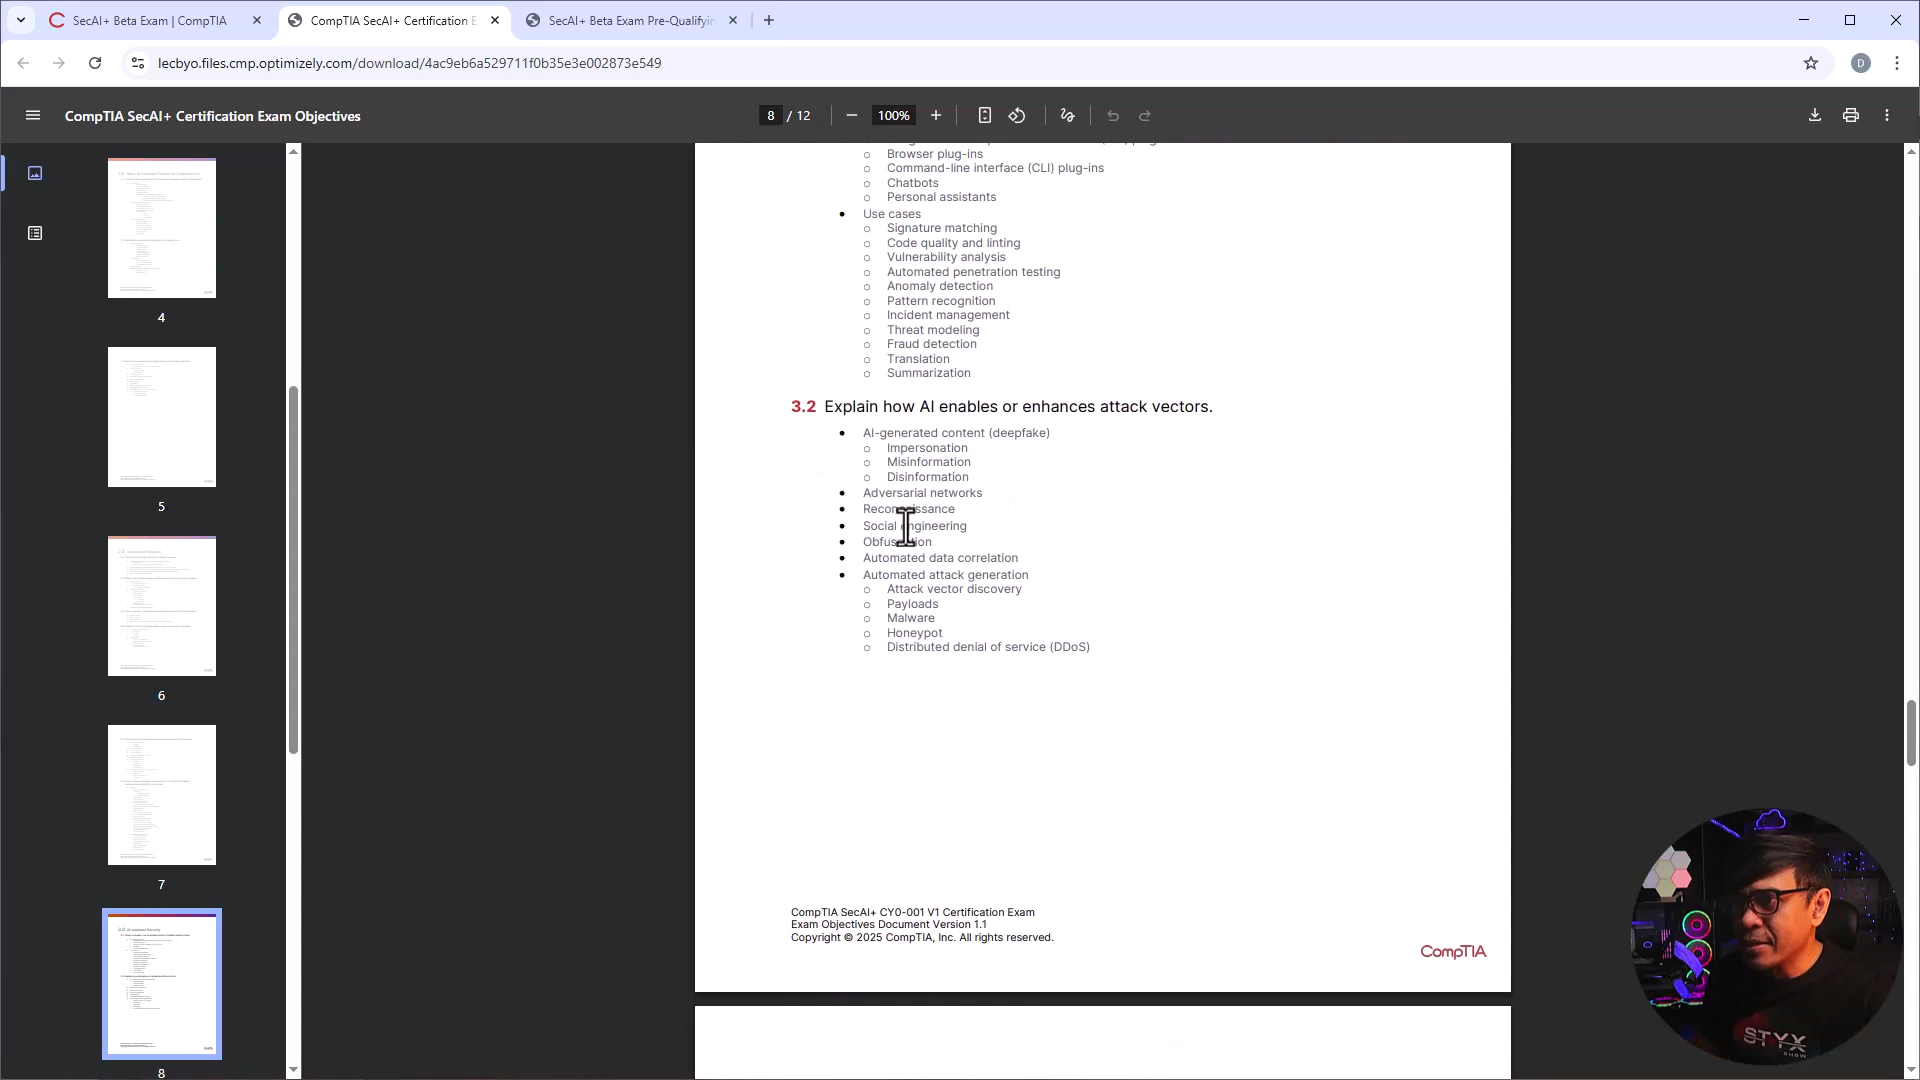 SecAI+ Beta Exam | CompTIA
CompTIA SecAI+ Certification E
SecAI+ Beta Exam Pre-Qualifyin
lecbyo.files.cmp.optimizely.com/download/4ac9eb6a529711f0b35e3e002873e549
D
CompTIA SecAI+ Certification Exam Objectives
8 / 12
100%
4
5
6
7
8
Browser plug-ins
Command-line interface (CLI) plug-ins
Chatbots
Personal assistants
Use cases
Signature matching
Code quality and linting
Vulnerability analysis
Automated penetration testing
Anomaly detection
Pattern recognition
Incident management
Threat modeling
Fraud detection
Translation
Summarization
3.2 Explain how AI enables or enhances attack vectors.
AI-generated content (deepfake)
Impersonation
Misinformation
Disinformation
Adversarial networks
Reconnaissance
Social engineering
Obfuscation
Automated data correlation
Automated attack generation
Attack vector discovery
Payloads
Malware
Honeypot
Distributed denial of service (DDoS)
CompTIA SecAI+ CY0-001 V1 Certification Exam
Exam Objectives Document Version 1.1
Copyright © 2025 CompTIA, Inc. All rights reserved.
CompTIA
STYX
SHOW